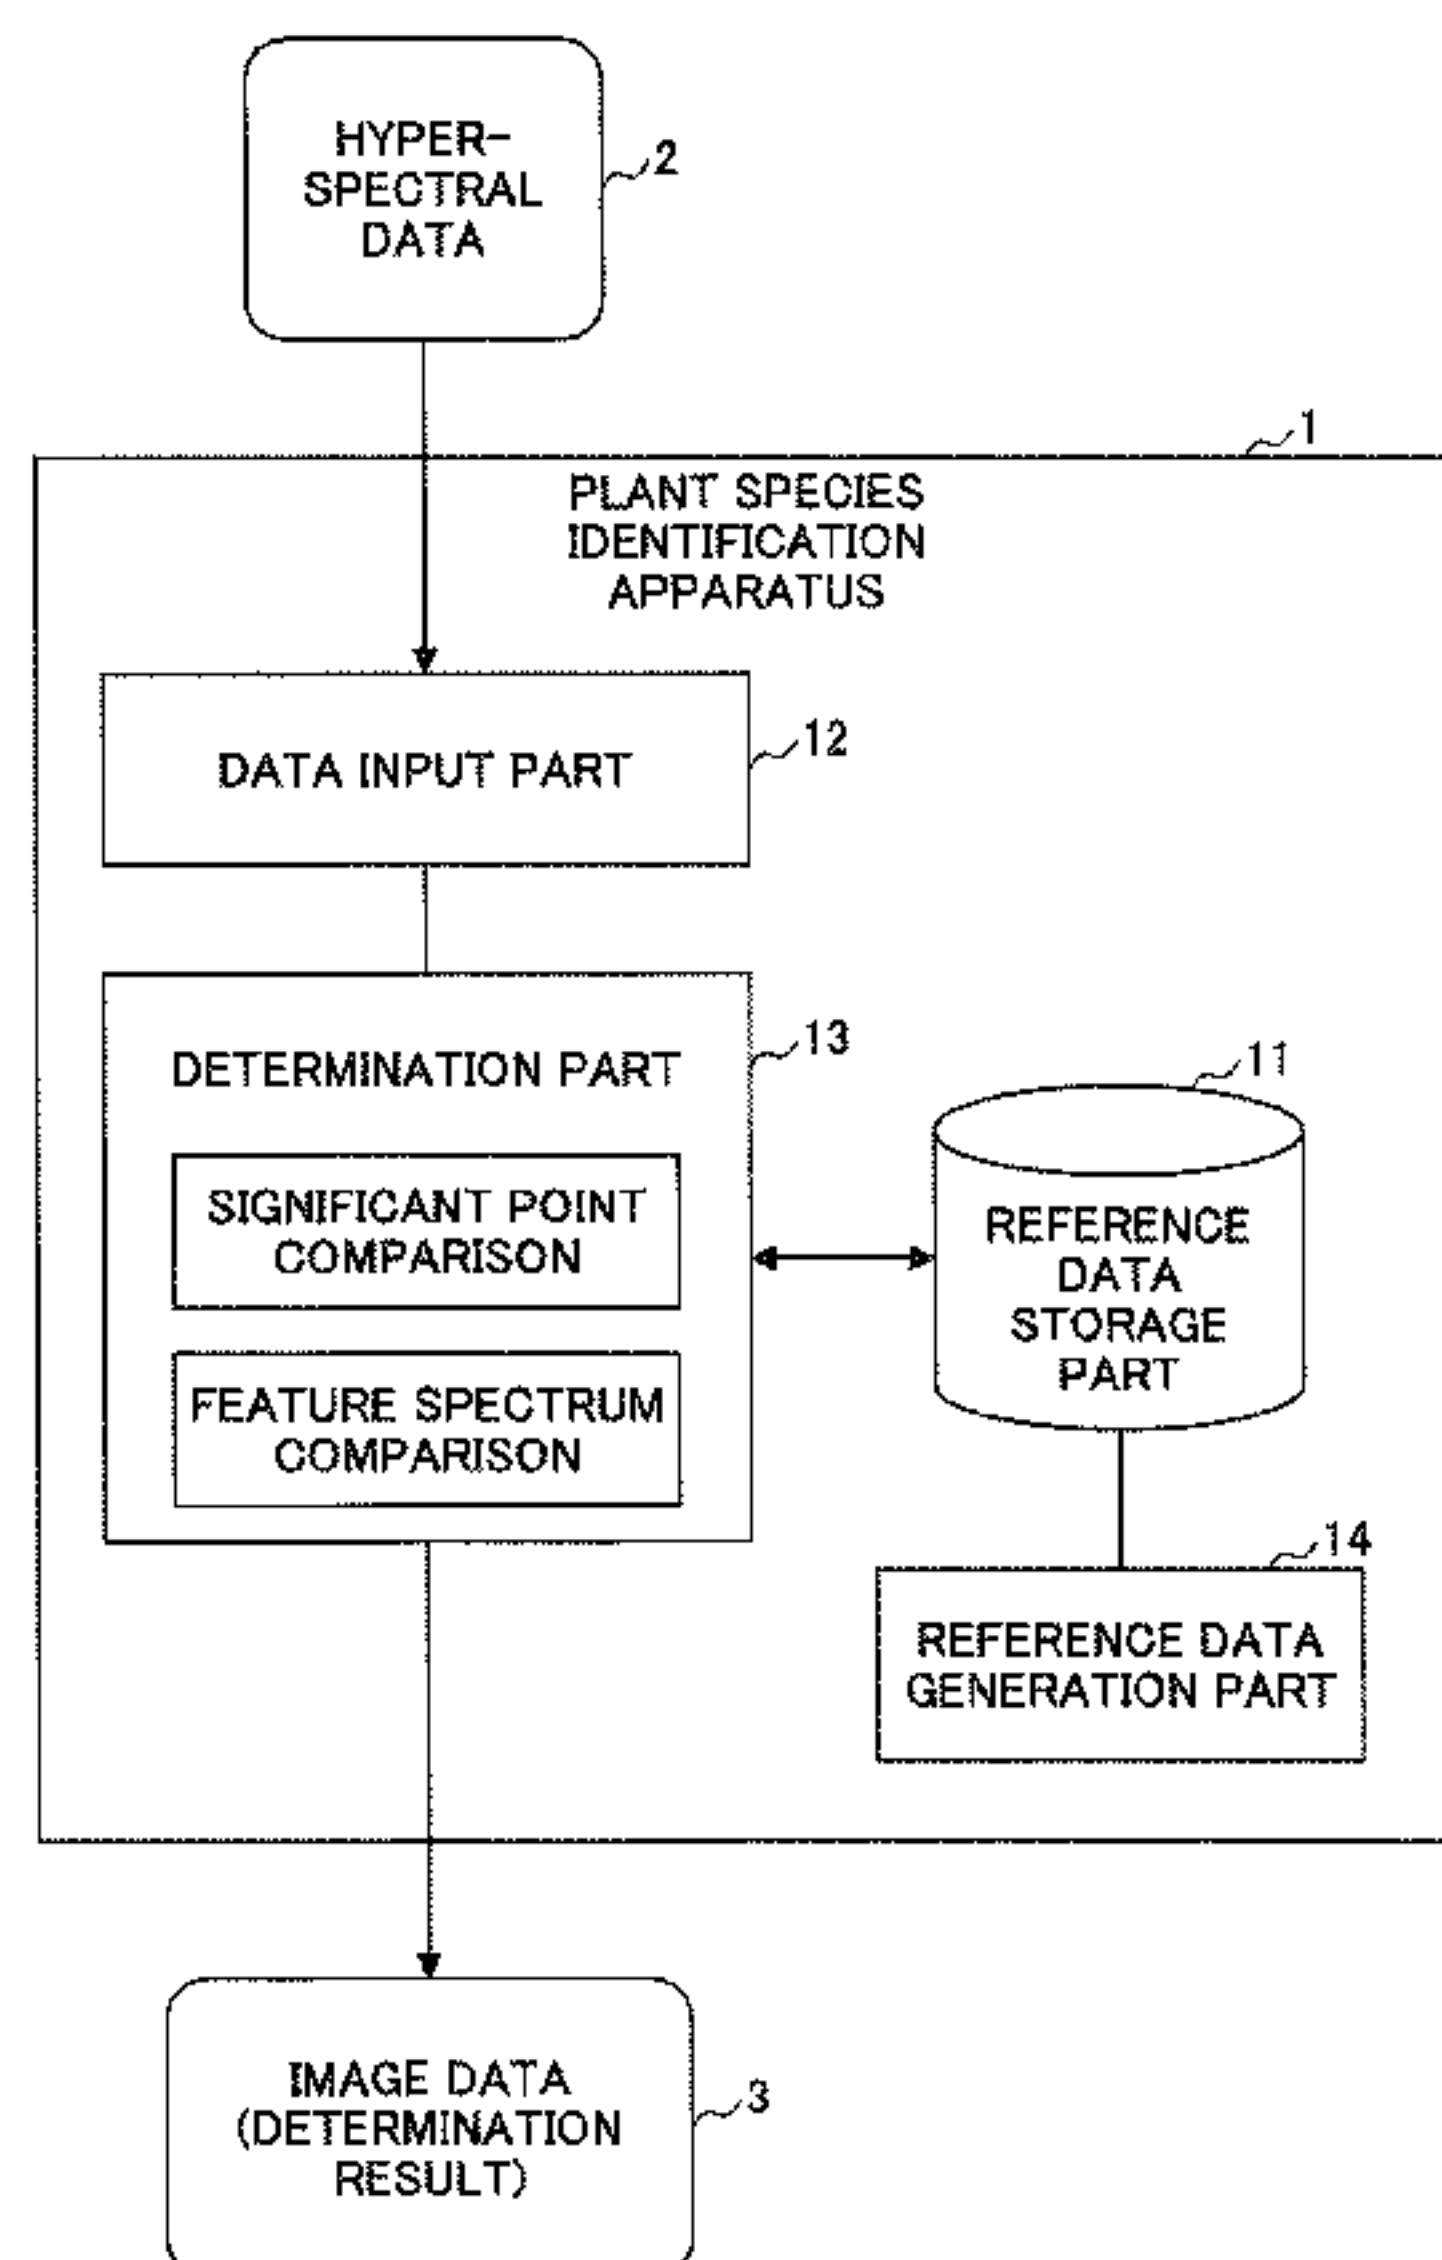 HYPER-
SPECTRAL
DATA
2
1
PLANT SPECIES
IDENTIFICATION
APPARATUS
DATA INPUT PART
12
DETERMINATION PART
13
SIGNIFICANT POINT
COMPARISON
FEATURE SPECTRUM
COMPARISON
11
REFERENCE
DATA
STORAGE
PART
14
REFERENCE DATA
GENERATION PART
IMAGE DATA
(DETERMINATION
RESULT)
3